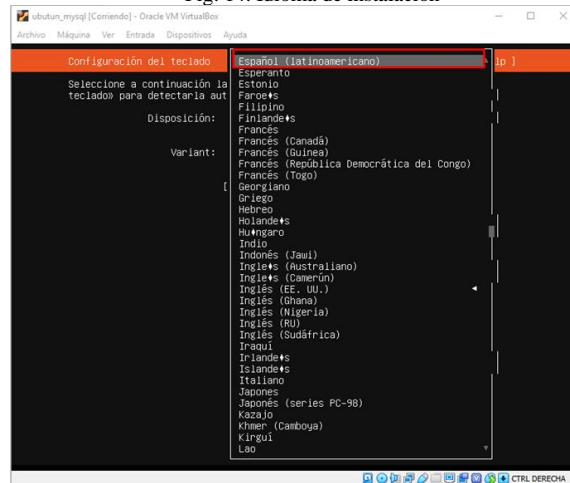 Fig. 14. Idioma de instalación
ubutun_mysql [Corriendo] - Oracle VM VirtualBox
Archivo Máquina Ver Entrada Dispositivos Ayuda
Configuración del teclado
lp ]
Seleccione a continuación la
teclado» para detectarla aut
Disposición:
Variant:
[
Español (latinoamericano)
Esperanto
Estonio
Faroe♦s
Filipino
Finlande♦s
Francés
Francés (Canadá)
Francés (Guinea)
Francés (República Democrática del Congo)
Francés (Togo)
Georgiano
Griego
Hebreo
Holande♦s
Hu♦ngaro
Indio
Indonés (Jawi)
Ingle♦s (Australiano)
Ingle♦s (Camerún)
Inglés (EE. UU.)
Inglés (Ghana)
Inglés (Nigeria)
Inglés (RU)
Inglés (Sudáfrica)
Iraquí
Irlande♦s
Islande♦s
Italiano
Japones
Japonés (series PC-98)
Kazajo
Khmer (Camboya)
Kirguí
Lao
CTRL DERECHA